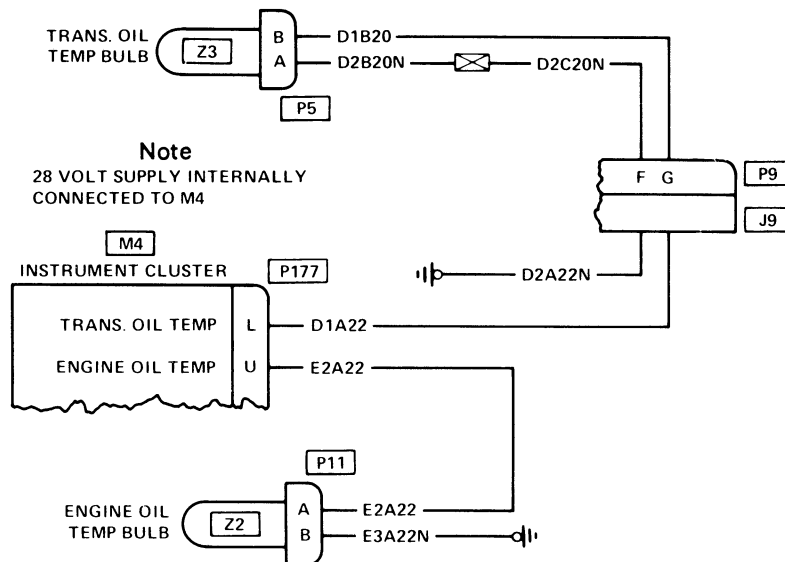 TRANS. OIL
TEMP BULB
Z3
B
A
D1B20
D2B20N
D2C20N
P5
Note
28 VOLT SUPPLY INTERNALLY
CONNECTED TO M4
F G
P9
J9
M4
INSTRUMENT CLUSTER
P177
D2A22N
TRANS. OIL TEMP L D1A22
ENGINE OIL TEMP U E2A22
P11
ENGINE OIL
TEMP BULB
Z2
A E2A22
B E3A22N